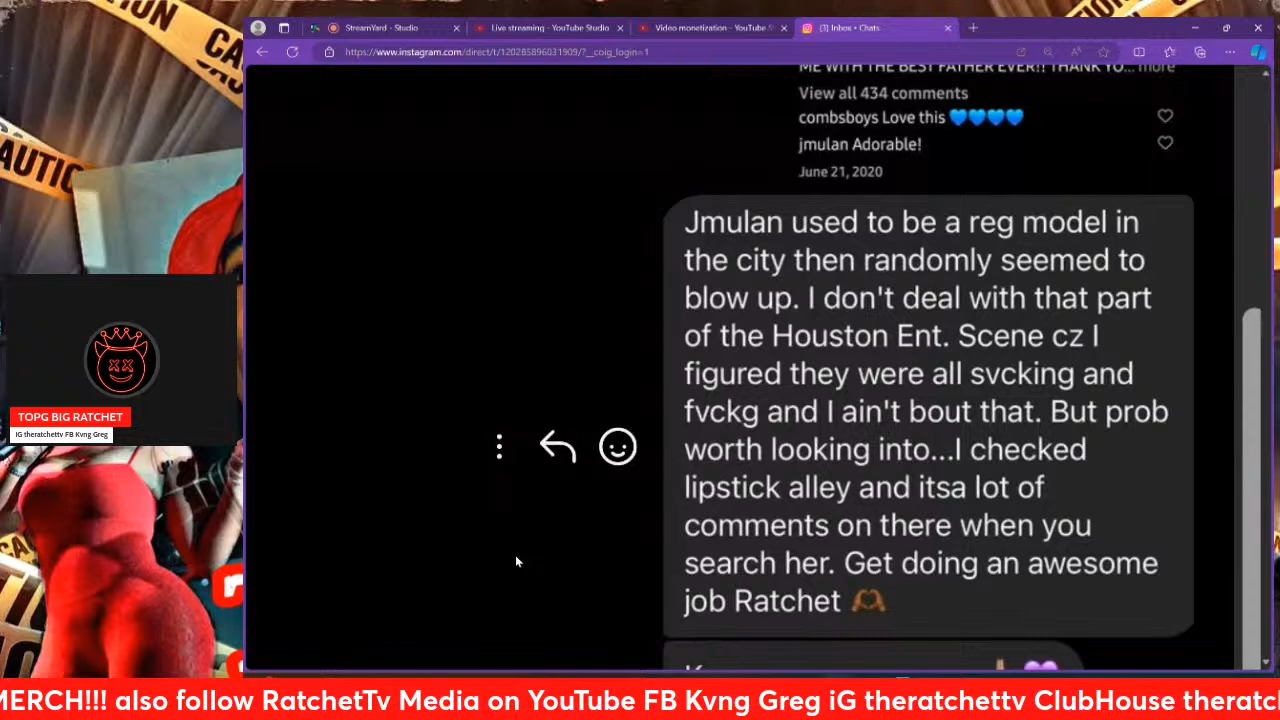 StreamYard - Studio
Live streaming - YouTube Studio
Video monetization - YouTube S
(3) Inbox • Chats
https://www.instagram.com/direct/t/120285896031909/?__coig_login=1
ME WITH THE BEST FATHER EVER!! THANK YO... more
View all 434 comments
combsboys Love this 💙💙💙💙
jmulan Adorable!
June 21, 2020
Jmulan used to be a reg model in
the city then randomly seemed to
blow up. I don't deal with that part
of the Houston Ent. Scene cz I
figured they were all svcking and
fvckg and I ain't bout that. But prob
worth looking into...I checked
lipstick alley and itsa lot of
comments on there when you
search her. Get doing an awesome
job Ratchet 🫶🏾
CAUTION
TOPG BIG RATCHET
iG theratchettv FB Kvng Greg
MERCH!!! also follow RatchetTv Media on YouTube FB Kvng Greg iG theratchettv ClubHouse theratc